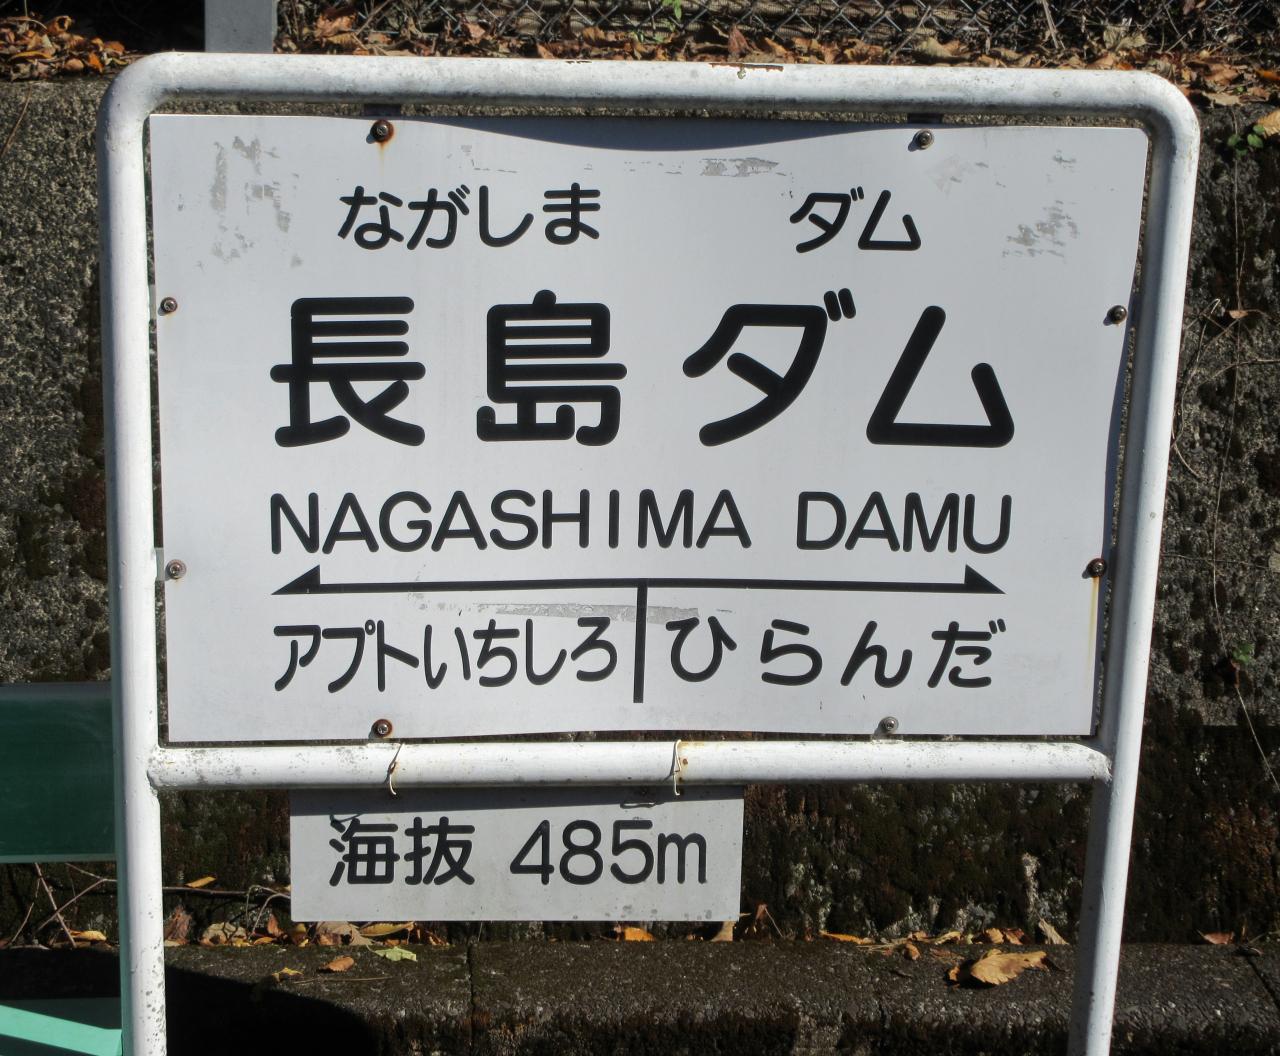 ながしま ダム
長島ダム
NAGASHIMA DAMU
アプトいちしろ ひらんだ
海抜 485m